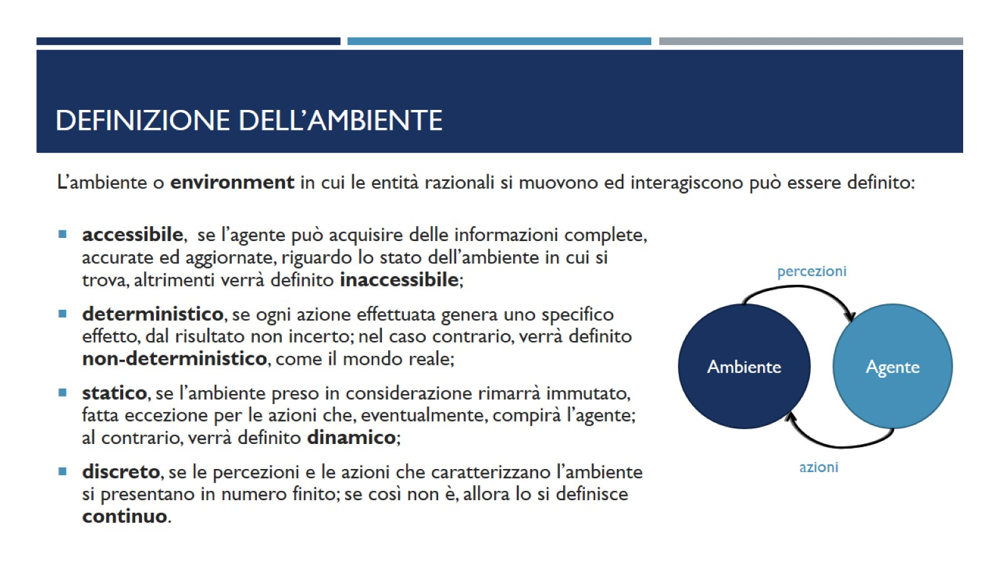 DEFINIZIONE DELL’AMBIENTE
L’ambiente o environment in cui le entità razionali si muovono ed interagiscono può essere definito:
accessibile,  se l’agente può acquisire delle informazioni complete,
accurate ed aggiornate, riguardo lo stato dell’ambiente in cui si
trova, altrimenti verrà definito inaccessibile;
deterministico, se ogni azione effettuata genera uno specifico
effetto, dal risultato non incerto; nel caso contrario, verrà definito
non-deterministico, come il mondo reale;
statico, se l’ambiente preso in considerazione rimarrà immutato,
fatta eccezione per le azioni che, eventualmente, compirà l’agente;
al contrario, verrà definito dinamico;
discreto, se le percezioni e le azioni che caratterizzano l’ambiente
si presentano in numero finito; se così non è, allora lo si definisce
continuo.
percezioni
Ambiente
Agente
azioni